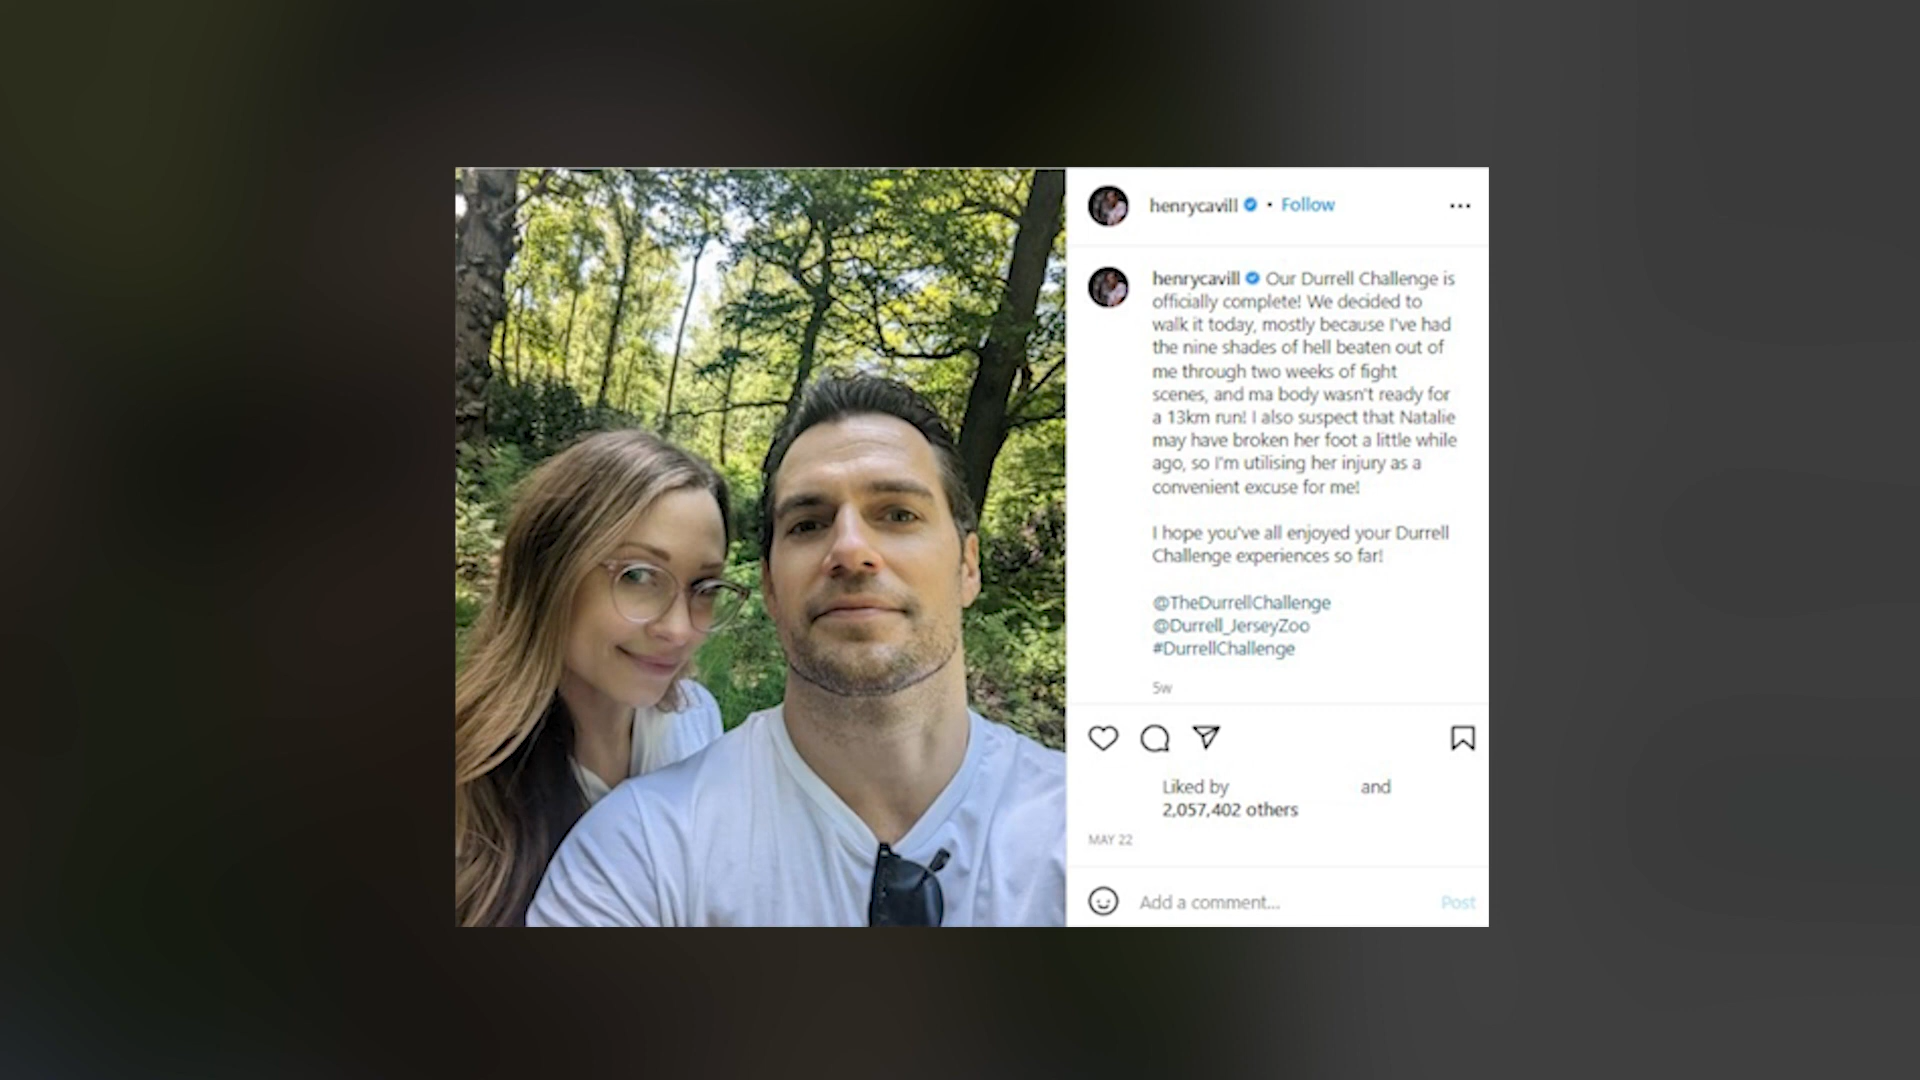 henrycavill • Follow
henrycavill Our Durrell Challenge is
officially complete! We decided to
walk it today, mostly because I've had
the nine shades of hell beaten out of
me through two weeks of fight
scenes, and ma body wasn't ready for
a 13km run! I also suspect that Natalie
may have broken her foot a little while
ago, so I'm utilising her injury as a
convenient excuse for me!
I hope you've all enjoyed your Durrell
Challenge experiences so far!
@TheDurrellChallenge
@Durrell_JerseyZoo
#DurrellChallenge
5w
Liked by and
2,057,402 others
MAY 22
Add a comment... Post